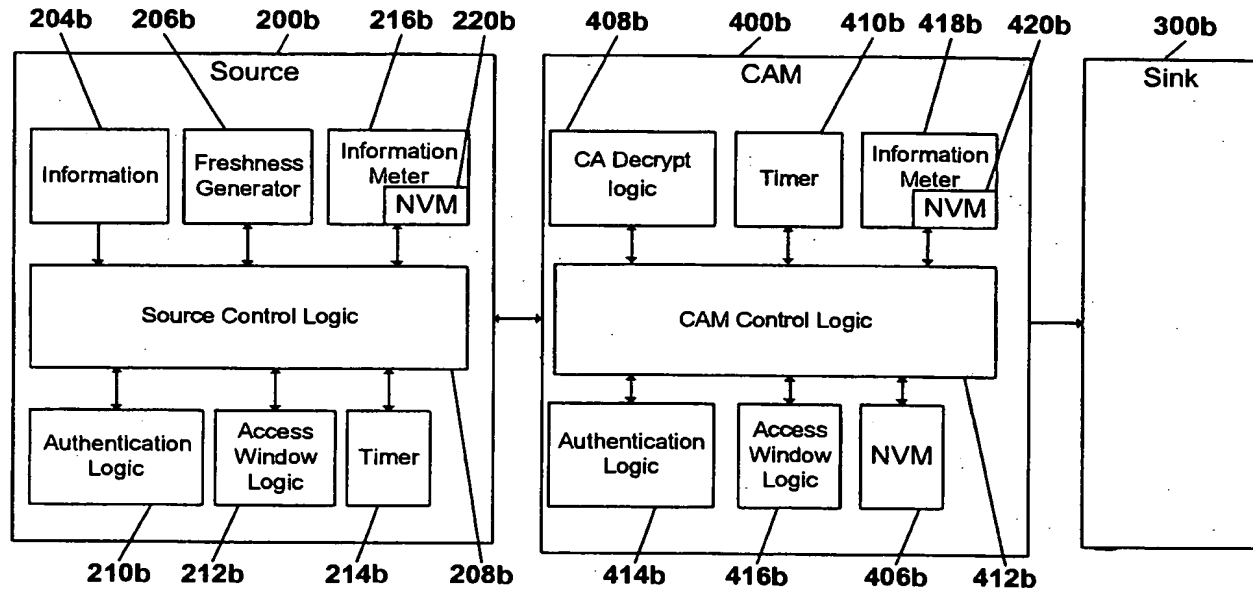 204b 206b 200b 216b 220b 408b 400b 410b 418b 420b 300b
Source CAM Sink
Information
Freshness
Generator
Information
Meter
NVM
CA Decrypt
logic
Timer
Information
Meter
NVM
Source Control Logic
CAM Control Logic
Authentication
Logic
Access
Window
Logic
Timer
Authentication
Logic
Access
Window
Logic
NVM
210b 212b 214b 208b 414b 416b 406b 412b